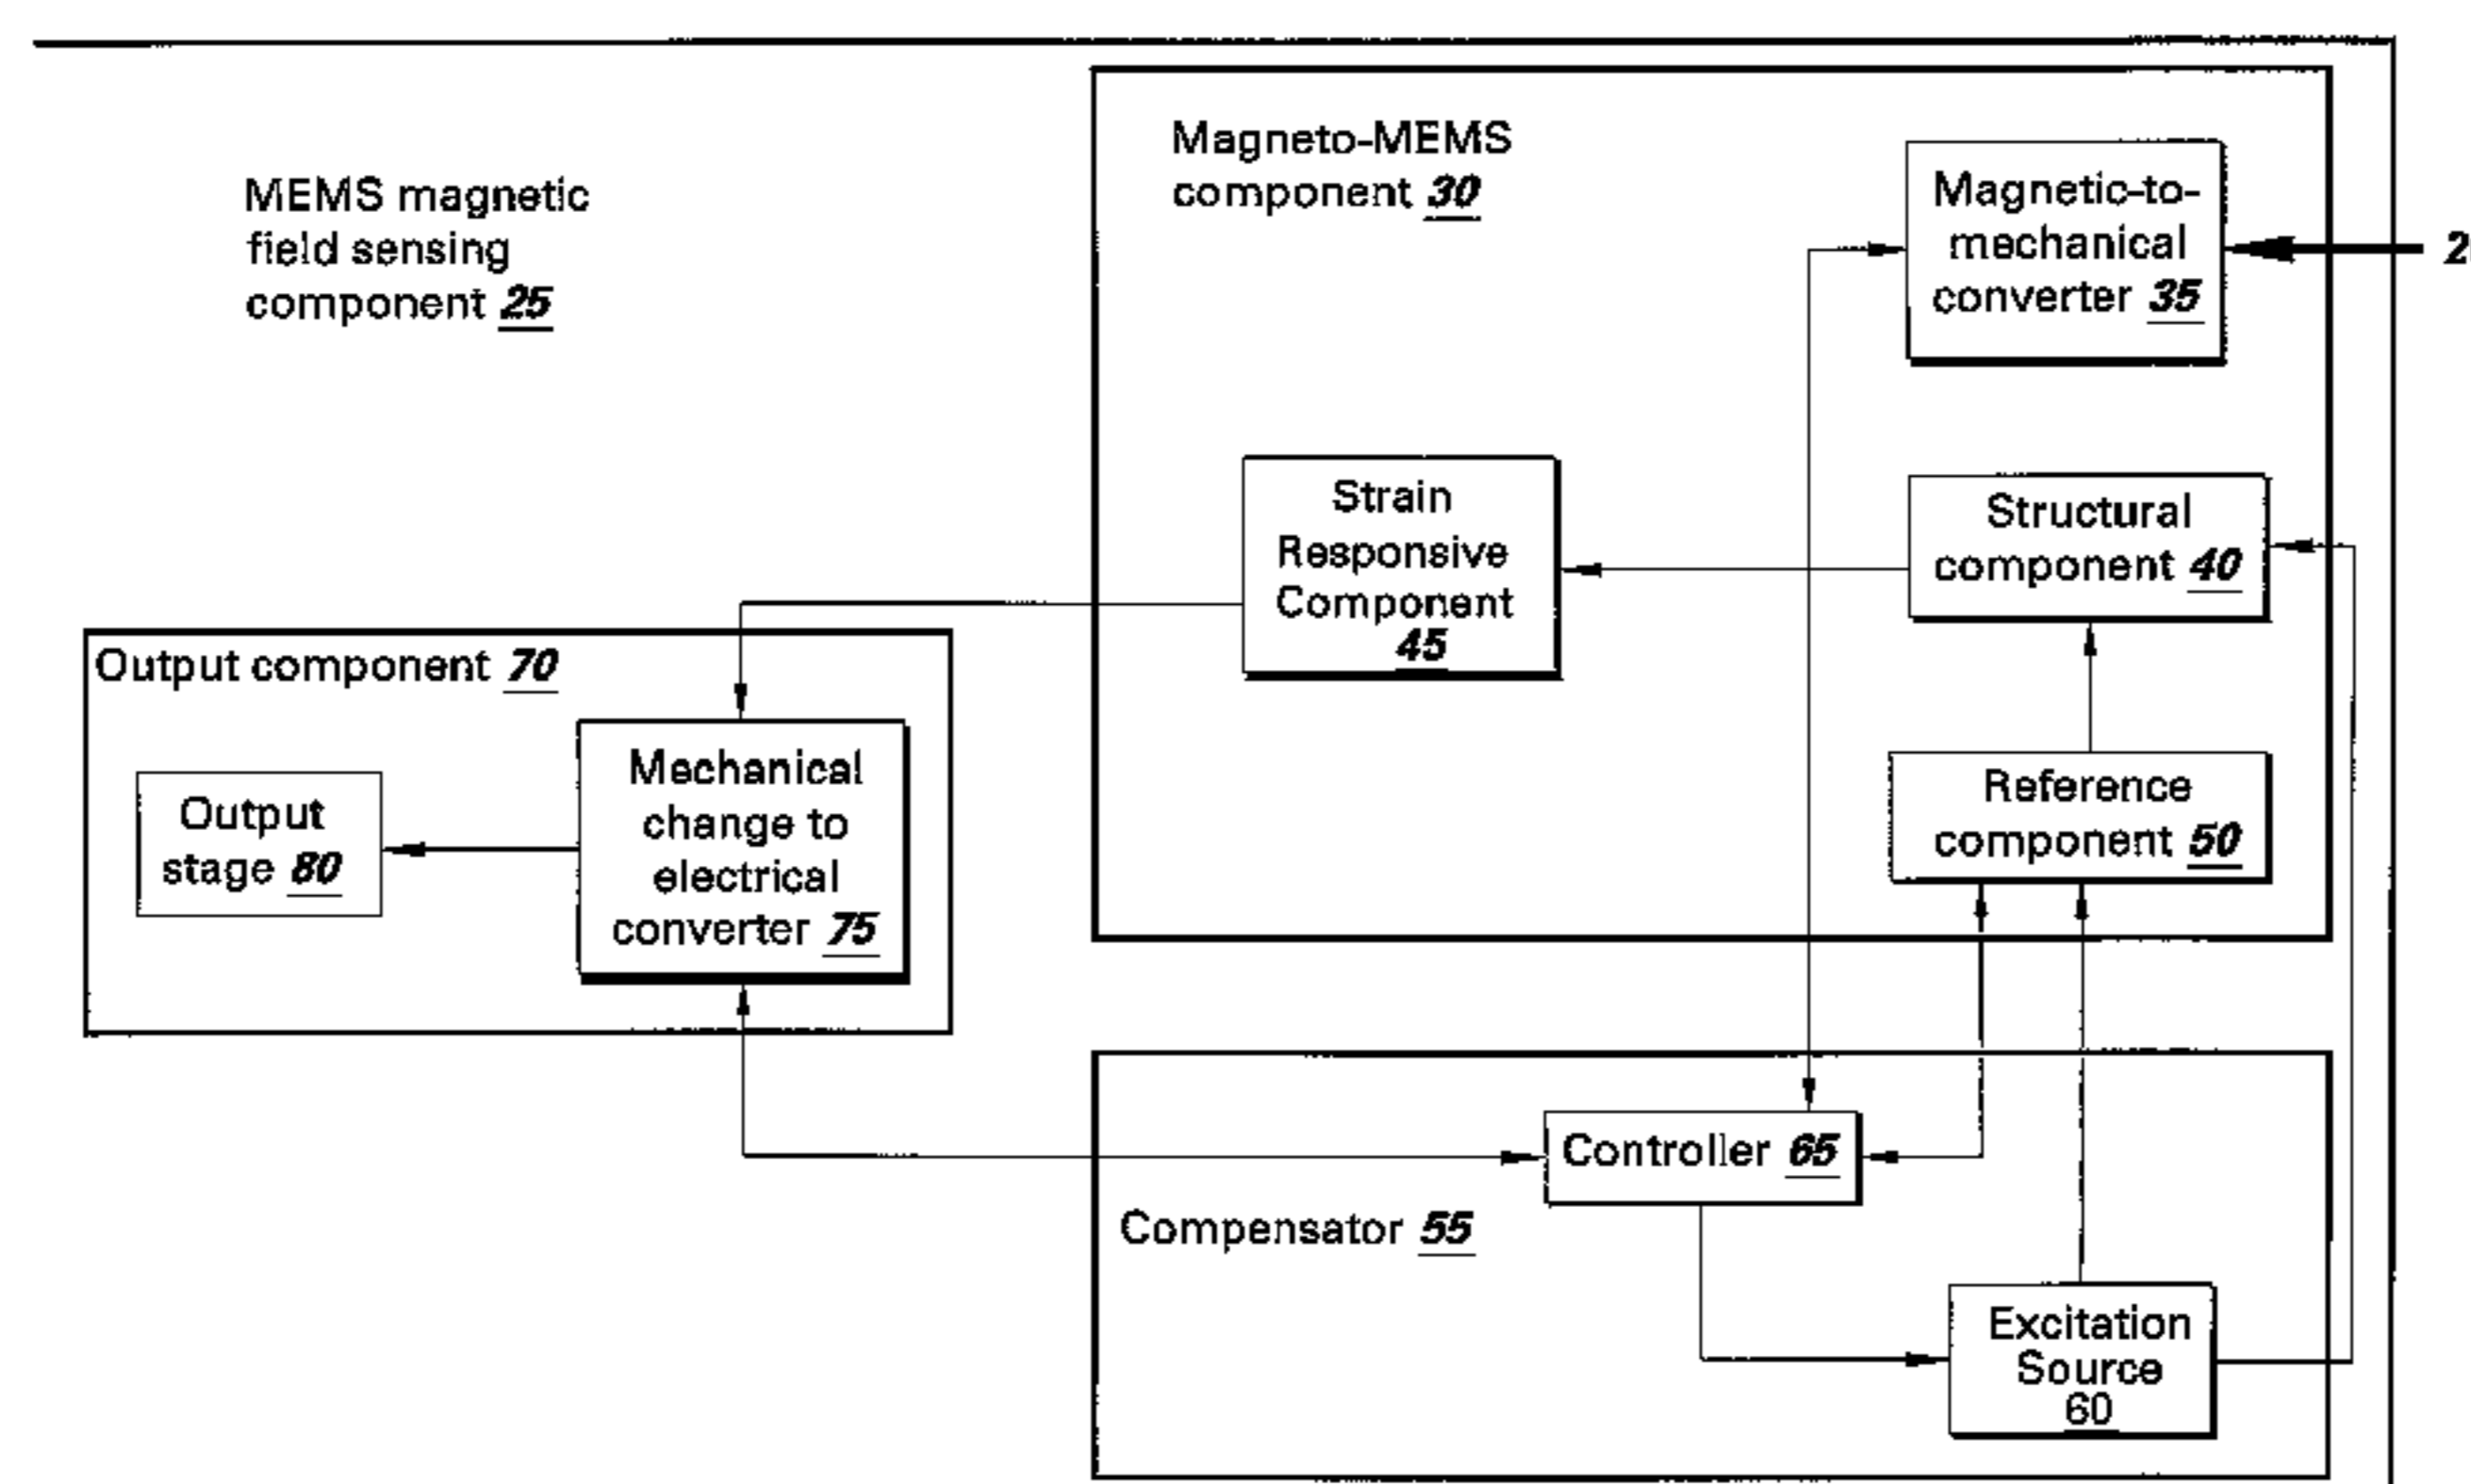 MEMS magnetic
field sensing
component 25
Magneto-MEMS
component 30
Magnetic-to-
mechanical
converter 35
Strain
Responsive
Component
45
Structural
component 40
Reference
component 50
Output component 70
Output
stage 80
Mechanical
change to
electrical
converter 75
Compensator 55
Controller 65
Excitation
Source
60